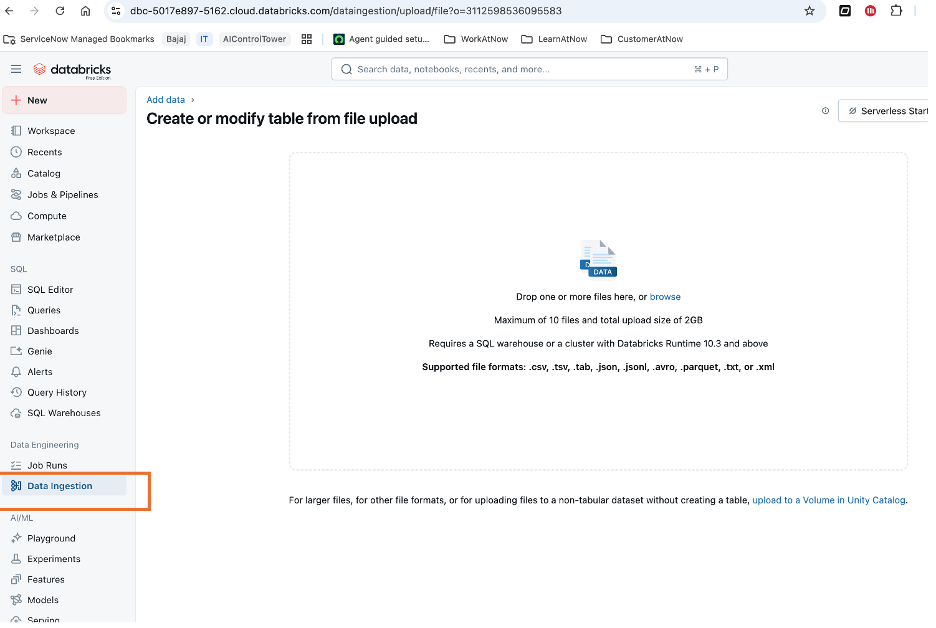 dbc-5017e897-5162.cloud.databricks.com/dataingestion/upload/file?o=3112598536095583
ServiceNow Managed Bookmarks Bajaj IT AIControlTower Agent guided setu... WorkAtNow LearnAtNow CustomerAtNow
databricks
Free Edition
Search data, notebooks, recents, and more... ⌘ + P
New
Add data ›
Create or modify table from file upload
Serverless Start
Workspace
Recents
Catalog
Jobs & Pipelines
Compute
Marketplace
SQL
SQL Editor
Queries
Dashboards
Genie
Alerts
Query History
SQL Warehouses
Data Engineering
Job Runs
Data Ingestion
AI/ML
Playground
Experiments
Features
Models
Serving
D
DATA
Drop one or more files here, or browse
Maximum of 10 files and total upload size of 2GB
Requires a SQL warehouse or a cluster with Databricks Runtime 10.3 and above
Supported file formats: .csv, .tsv, .tab, .json, .jsonl, .avro, .parquet, .txt, or .xml
For larger files, for other file formats, or for uploading files to a non-tabular dataset without creating a table, upload to a Volume in Unity Catalog.